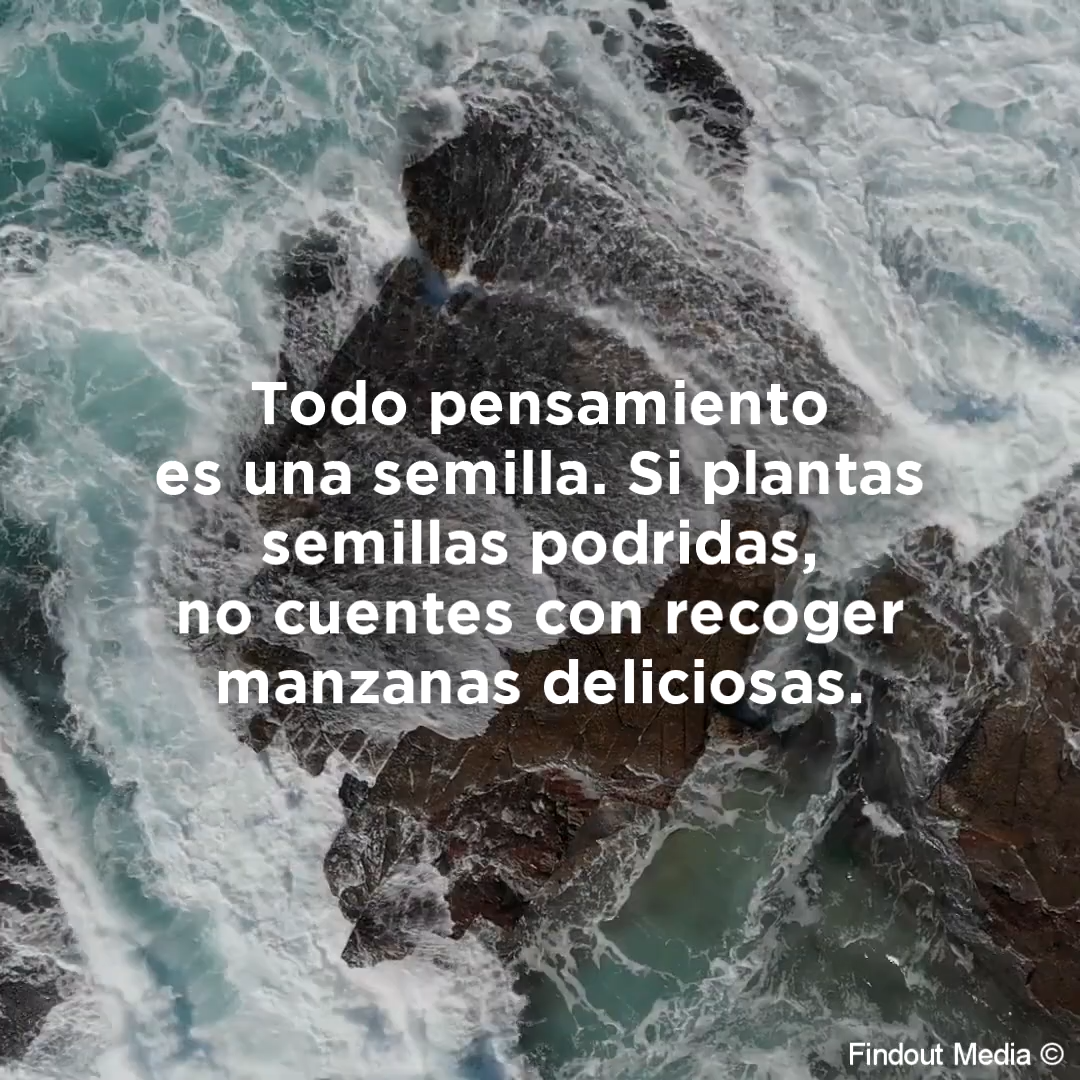 Todo pensamiento
es una semilla. Si plantas
semillas podridas,
no cuentes con recoger
manzanas deliciosas.
Findout Media ©